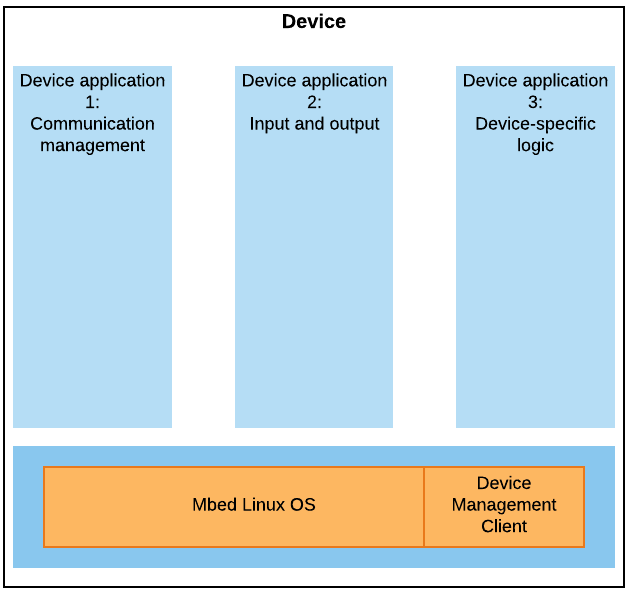 Device
Device application
1:
Communication
management
Device application
2:
Input and output
Device application
3:
Device-specific
logic
Mbed Linux OS
Device
Management
Client